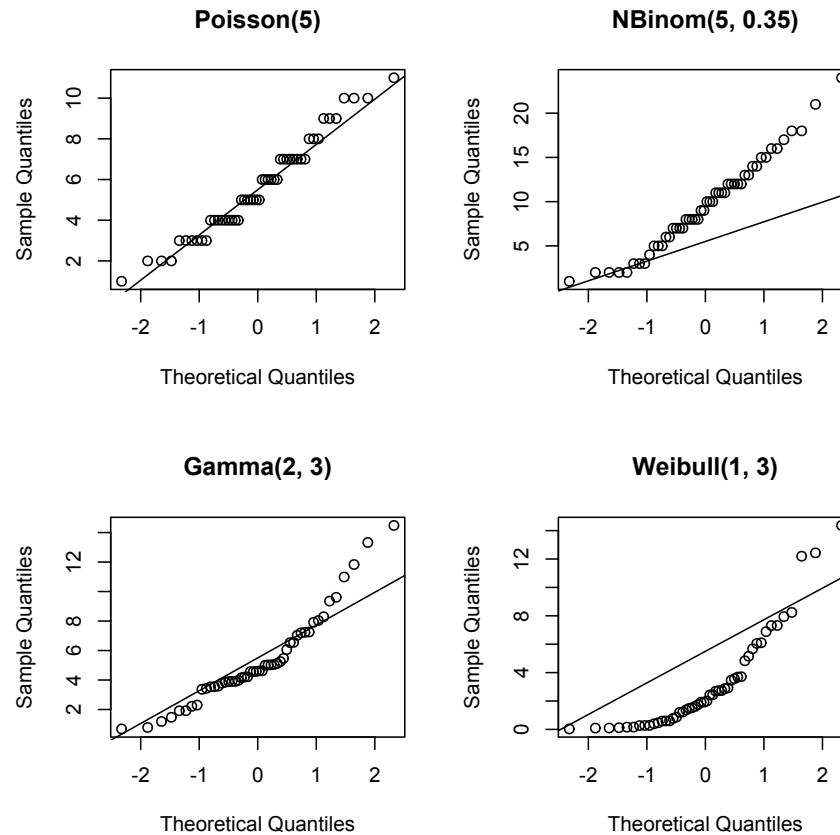 Poisson(5)
Sample Quantiles
2 4 6 8 10
-2 -1 0 1 2
Theoretical Quantiles
NBinom(5, 0.35)
Sample Quantiles
5 10 15 20
-2 -1 0 1 2
Theoretical Quantiles
Gamma(2, 3)
Sample Quantiles
2 4 6 8 12
-2 -1 0 1 2
Theoretical Quantiles
Weibull(1, 3)
Sample Quantiles
0 4 8 12
-2 -1 0 1 2
Theoretical Quantiles